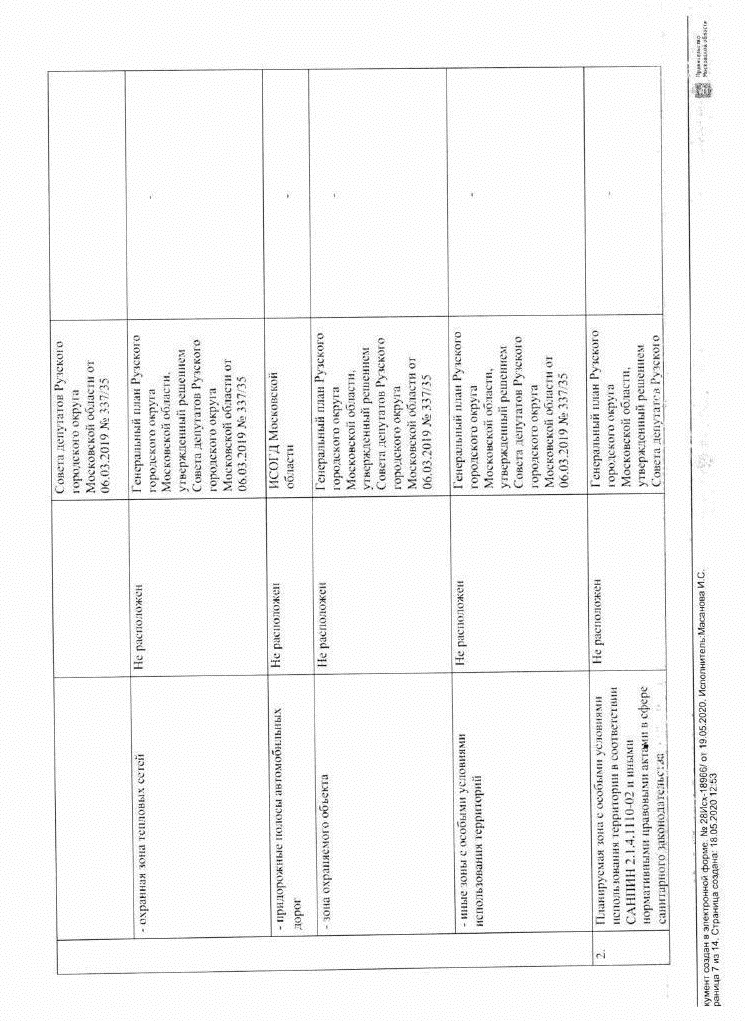 Совета депутатов Рузского
городского округа
Московской области от
06.03.2019 № 337/35
- охранная зона тепловых сетей
Не расположен
Генеральный план Рузского
городского округа
Московской области,
утвержденный решением
Совета депутатов Рузского
городского округа
Московской области от
06.03.2019 № 337/35
-
- придорожные полосы автомобильных
дорог
Не расположен
ИСОГД Московской
области
-
- зона охраняемого объекта
Не расположен
Генеральный план Рузского
городского округа
Московской области,
утвержденный решением
Совета депутатов Рузского
городского округа
Московской области от
06.03.2019 № 337/35
-
- иные зоны с особыми условиями
использования территорий
Не расположен
Генеральный план Рузского
городского округа
Московской области,
утвержденный решением
Совета депутатов Рузского
городского округа
Московской области от
06.03.2019 № 337/35
-
2.
Планируемая зона с особыми условиями
использования территории в соответствии
САНПИН 2.1.4.1110-02 и иными
нормативными правовыми актами в сфере
санитарного законодательства
Не расположен
Генеральный план Рузского
городского округа
Московской области,
утвержденный решением
Совета депутатов Рузского
-
кумент создан в электронной форме. № 28Исх-18966/ от 19.05.2020. Исполнитель:Масанова И.С.
раница 7 из 14. Страница создана: 18.05.2020 12:53
Правительство
Московской области